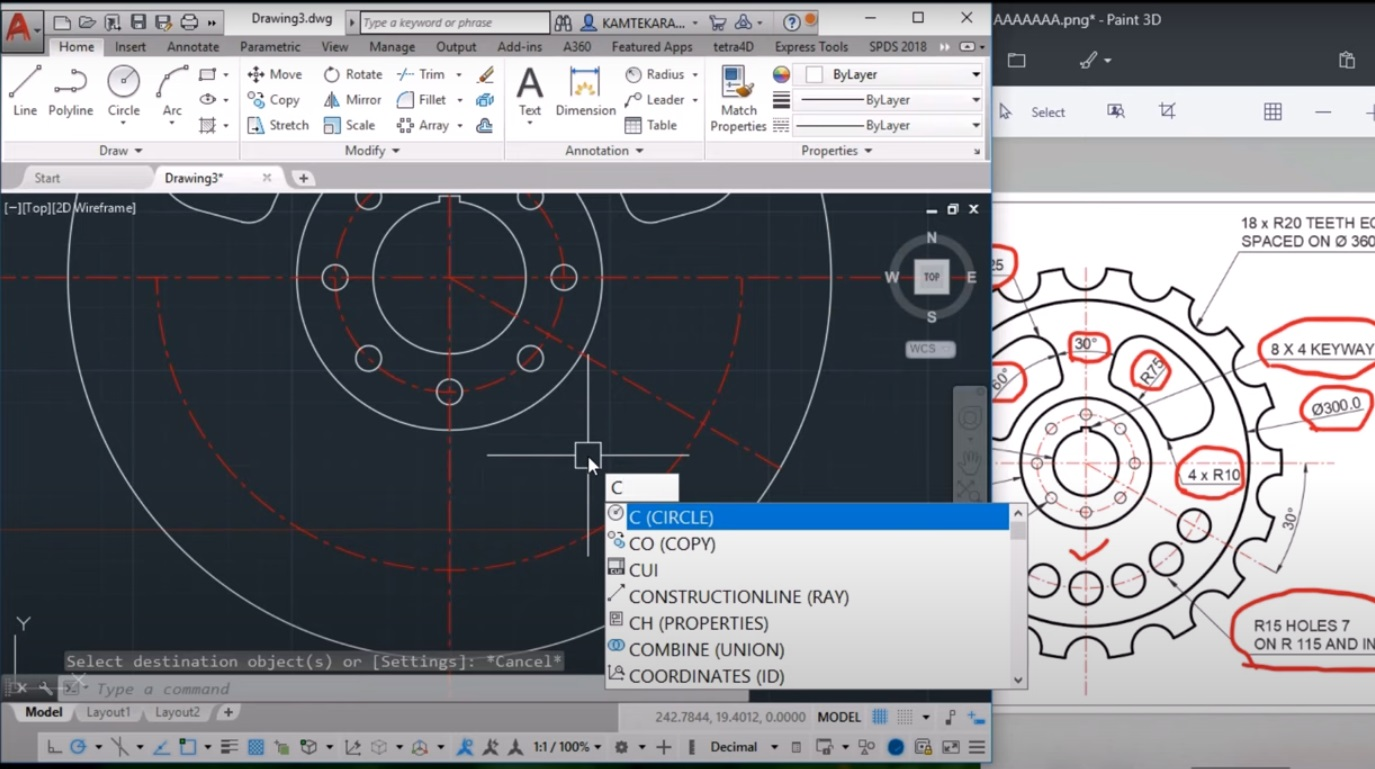 A
Drawing3.dwg
Type a keyword or phrase
KAMTEKARA...
Home Insert Annotate Parametric View Manage Output Add-ins A360 Featured Apps tetra4D Express Tools SPDS 2018
Line Polyline Circle Arc
Move Rotate Trim
Copy Mirror Fillet
Stretch Scale Array
Text Dimension
Radius
Leader
Table
Match
Properties
ByLayer
ByLayer
ByLayer
Draw Modify Annotation Properties
Start Drawing3*
[−][Top][2D Wireframe]
N
W TOP E
S
WCS
C
C (CIRCLE)
CO (COPY)
CUI
CONSTRUCTIONLINE (RAY)
CH (PROPERTIES)
COMBINE (UNION)
COORDINATES (ID)
Y
X
Select destination object(s) or [Settings]: *Cancel*
Type a command
Model Layout1 Layout2 +
242.7844, 19.4012, 0.0000 MODEL
1:1 / 100% Decimal
AAAAAAA.png* - Paint 3D
Select
18 x R20 TEETH
SPACED ON Ø 360
25
30°
8 X 4 KEYWAY
60°
R75
Ø300.0
4 x R10
30°
R15 HOLES 7
ON R 115 AND